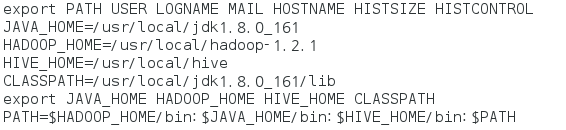 export PATH USER LOGNAME MAIL HOSTNAME HISTSIZE HISTCONTROL
JAVA_HOME=/usr/local/jdk1.8.0_161
HADOOP_HOME=/usr/local/hadoop-1.2.1
HIVE_HOME=/usr/local/hive
CLASSPATH=/usr/local/jdk1.8.0_161/lib
export JAVA_HOME HADOOP_HOME HIVE_HOME CLASSPATH
PATH=$HADOOP_HOME/bin:$JAVA_HOME/bin:$HIVE_HOME/bin:$PATH